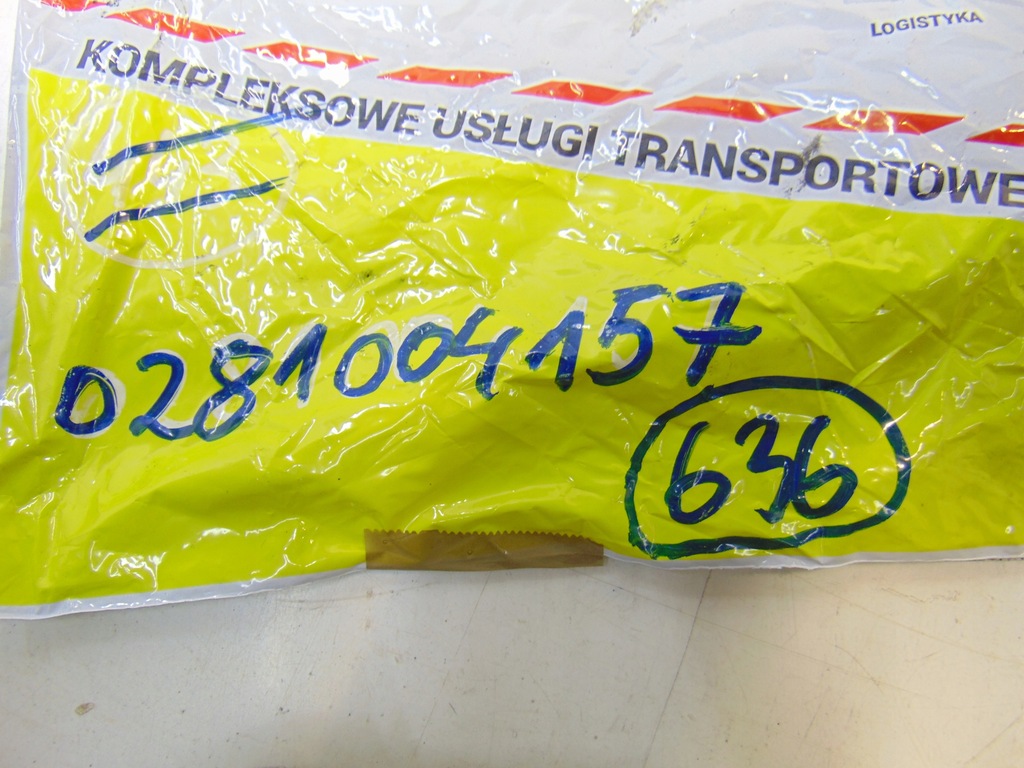 LOGISTYKA
KOMPLEKSOWE USŁUGI TRANSPORTOWE
0281004157
636